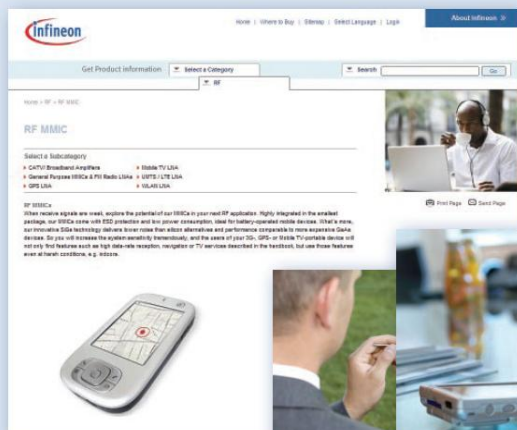 infineon
Home | Where to Buy | Sitemap | Select Language | Login
About Infineon
Get Product information
Select a Category
Search
Go
RF
Home > RF > RF MMIC
RF MMIC
Select a Subcategory
CATV/ Broadband Amplifiers
Mobile TV LNA
General Purpose MMICs & FM Radio LNAs
UMTS / LTE LNA
GPS LNA
WLAN LNA
Print Page
Send Page
RF MMICs
When receive signals are weak, explore the potential of our MMICs in your next RF application. Highly integrated in the smallest
package, our MMICs come with ESD protection and low power consumption, ideal for battery-operated mobile devices. What's more,
our innovative SiGe technology delivers lower noise than silicon alternatives and performance comparable to more expensive GaAs
devices. So you will increase the system sensitivity tremendously, and the users of your 3G-, GPS- or Mobile TV-portable device will
not only find features such as high data-rate reception, navigation or TV services described in the handbook, but use those features
even at harsh conditions, e.g. indoors.